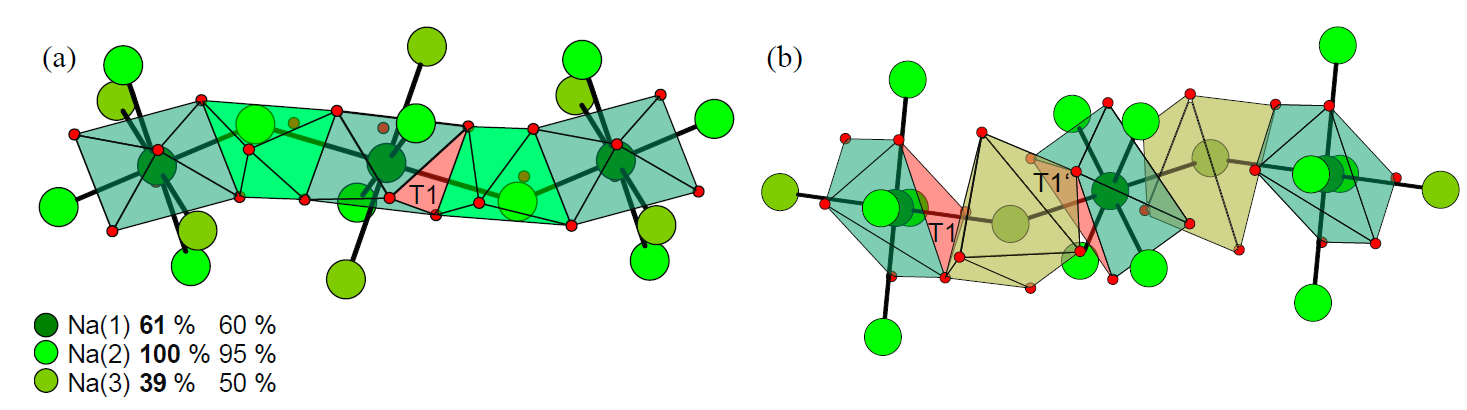 (a)
(b)
T1
T1'
T1
Na(1) 61 % 60 %
Na(2) 100 % 95 %
Na(3) 39 % 50 %